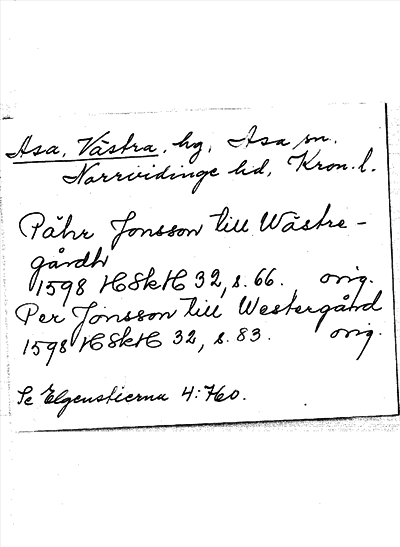 Asa, Västra, hg, Asa sn.
Norrvidinge hd, Kron. l.
Påhr Jonsson till Wästre-
gårdh
1598 HSkH 32, s. 66. orig.
Per Jönsson till Westergård
1598 HSkH 32, s. 83. orig.
Se Elgenstierna 4:760.